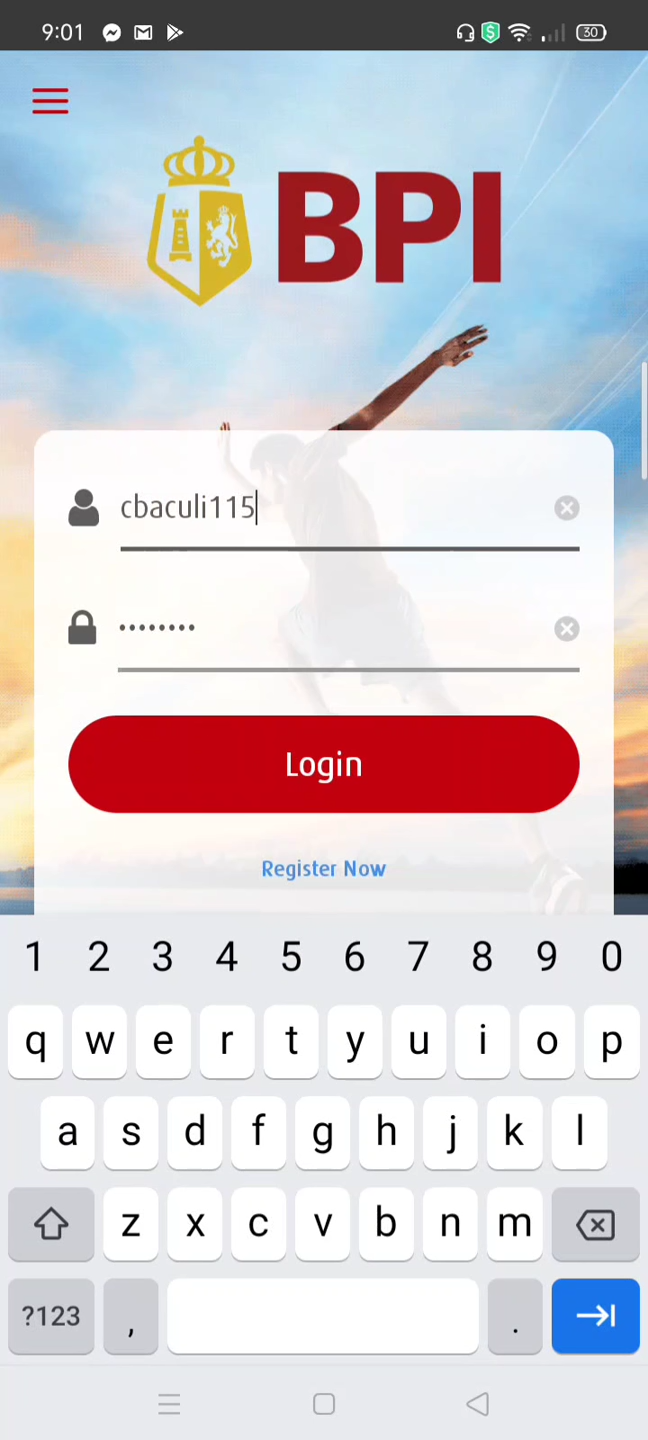 9:01
30
BPI
cbaculi115
••••••••
Login
Register Now
1 2 3 4 5 6 7 8 9 0
q w e r t y u i o p
a s d f g h j k l
z x c v b n m
?123 , .